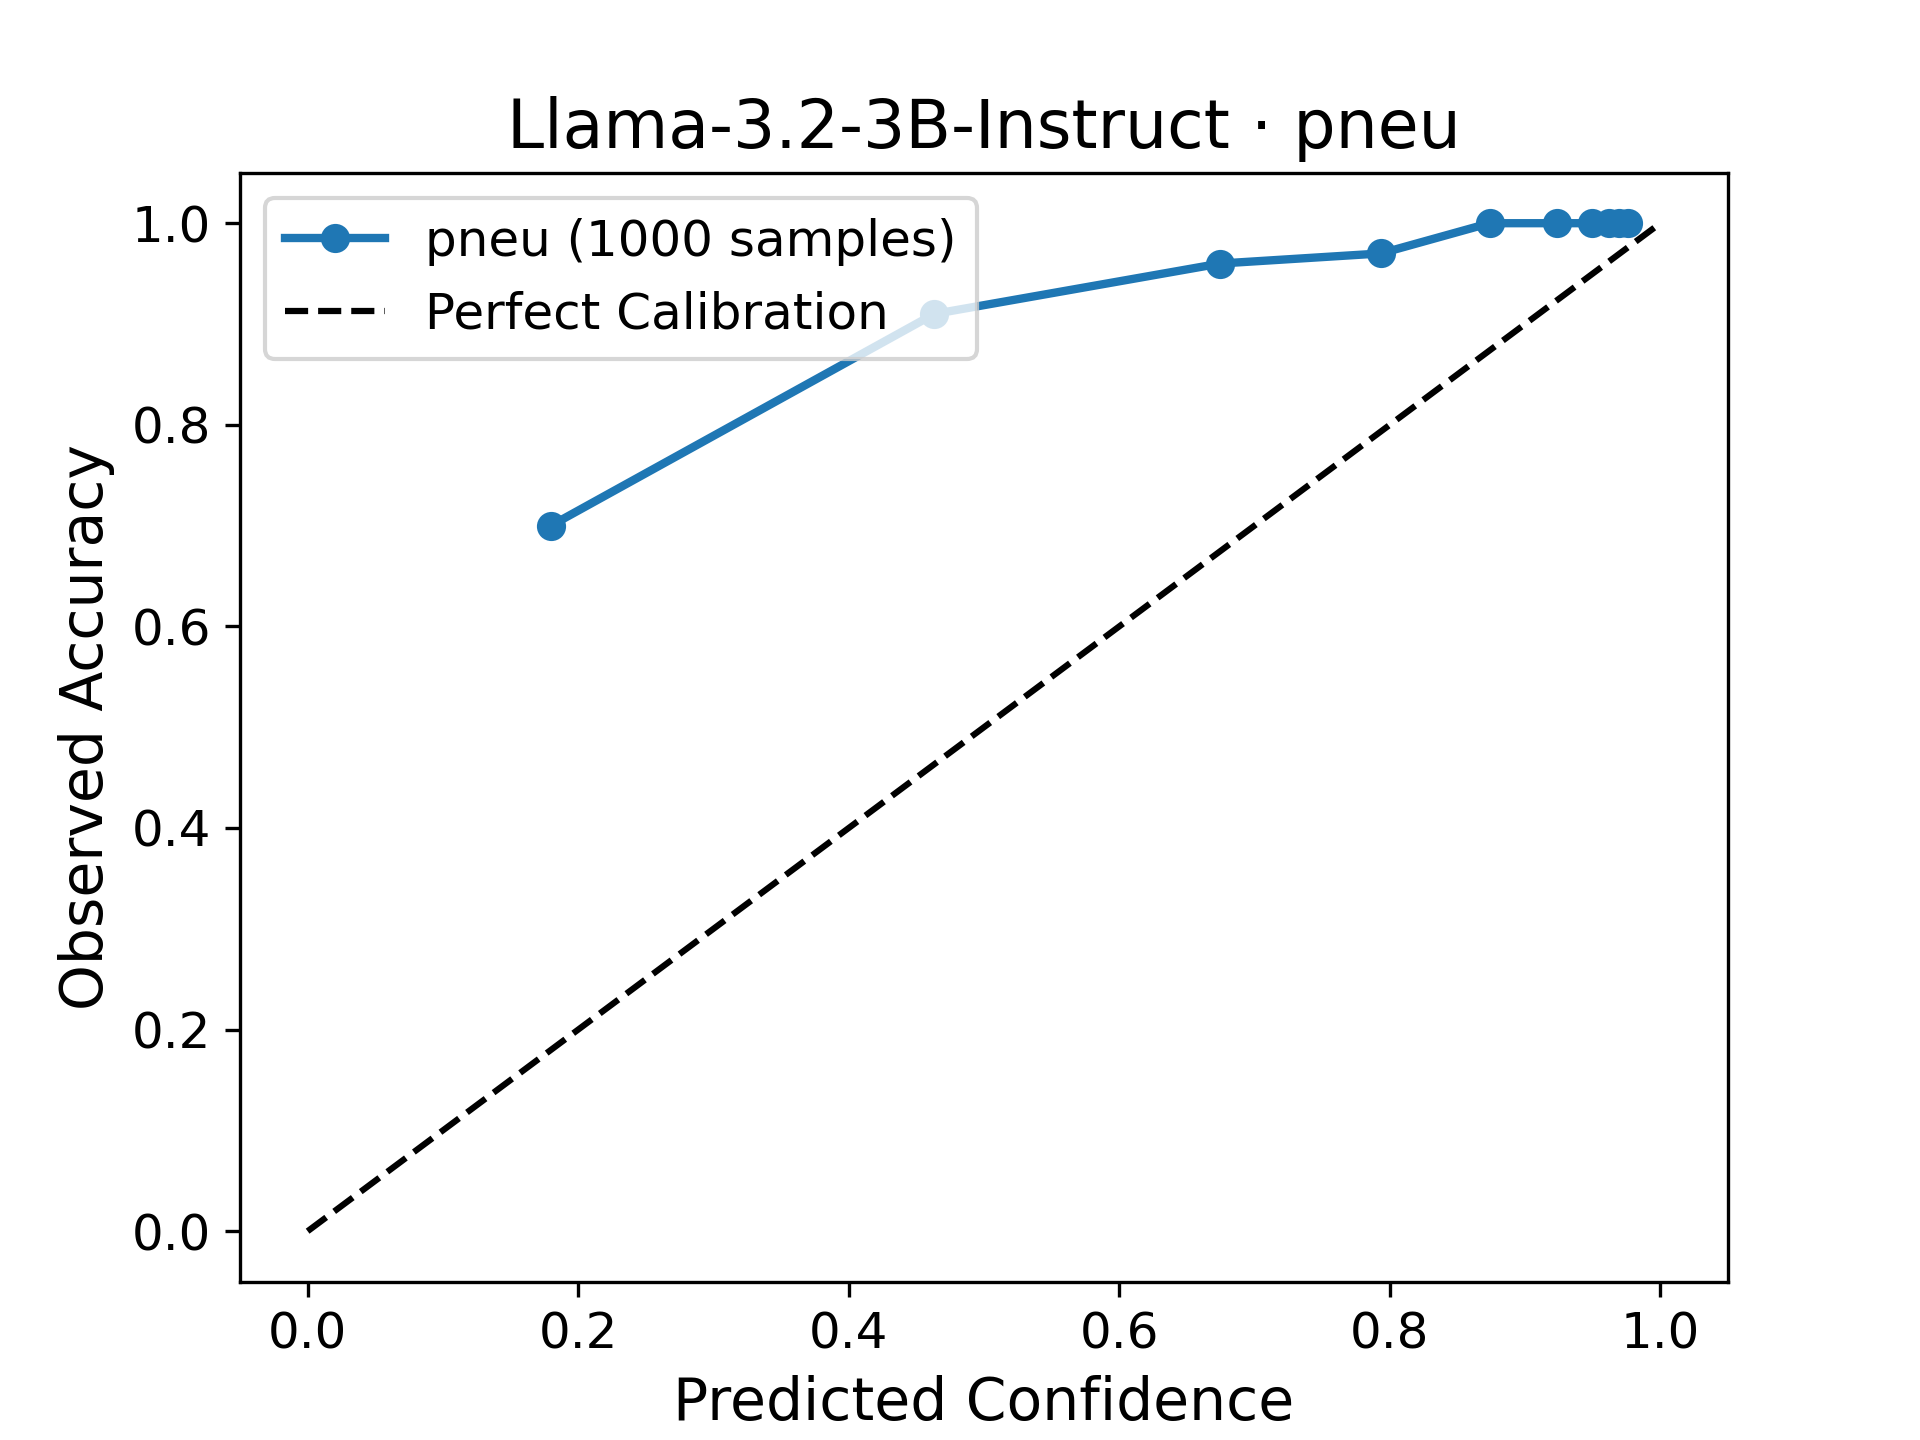 Llama-3.2-3B-Instruct · pneu
pneu (1000 samples)
Perfect Calibration
Observed Accuracy
1.0
0.8
0.6
0.4
0.2
0.0
0.0 0.2 0.4 0.6 0.8 1.0
Predicted Confidence